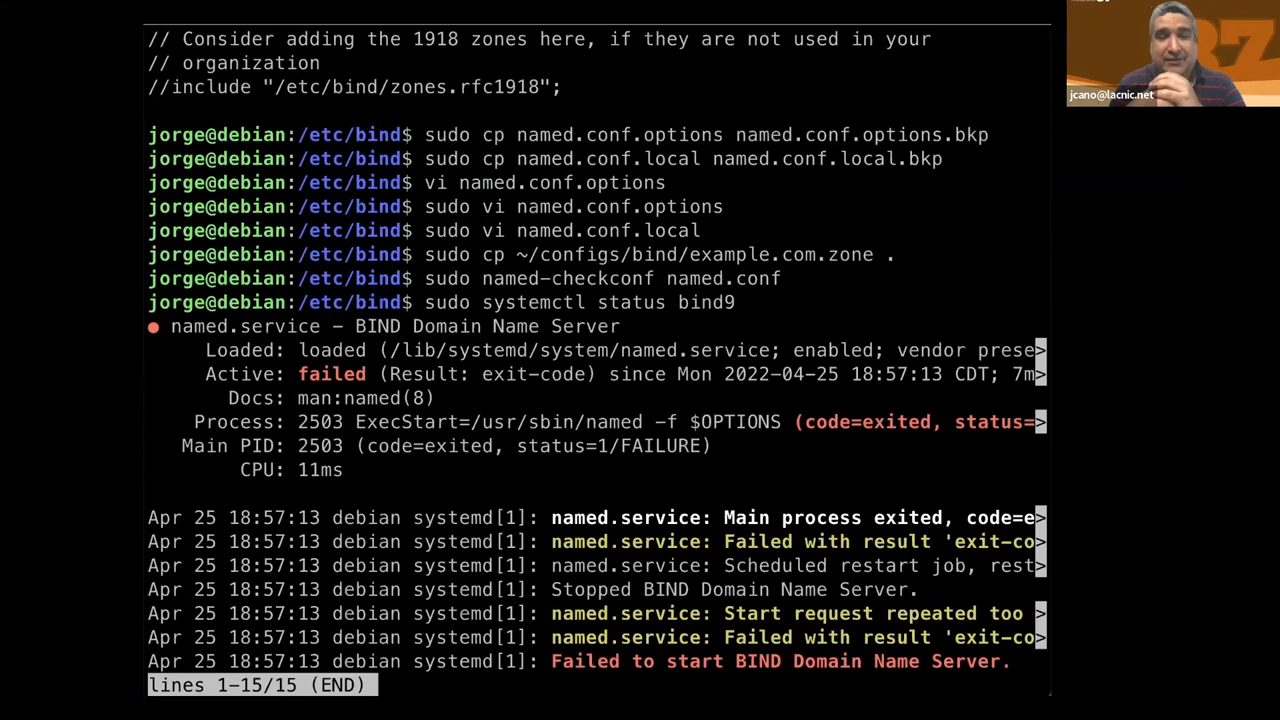 // Consider adding the 1918 zones here, if they are not used in your
// organization
//include "/etc/bind/zones.rfc1918";
jorge@debian:/etc/bind$ sudo cp named.conf.options named.conf.options.bkp
jorge@debian:/etc/bind$ sudo cp named.conf.local named.conf.local.bkp
jorge@debian:/etc/bind$ vi named.conf.options
jorge@debian:/etc/bind$ sudo vi named.conf.options
jorge@debian:/etc/bind$ sudo vi named.conf.local
jorge@debian:/etc/bind$ sudo cp ~/configs/bind/example.com.zone .
jorge@debian:/etc/bind$ sudo named-checkconf named.conf
jorge@debian:/etc/bind$ sudo systemctl status bind9
● named.service - BIND Domain Name Server
Loaded: loaded (/lib/systemd/system/named.service; enabled; vendor prese>
Active: failed (Result: exit-code) since Mon 2022-04-25 18:57:13 CDT; 7m>
Docs: man:named(8)
Process: 2503 ExecStart=/usr/sbin/named -f $OPTIONS (code=exited, status=>
Main PID: 2503 (code=exited, status=1/FAILURE)
CPU: 11ms
Apr 25 18:57:13 debian systemd[1]: named.service: Main process exited, code=e>
Apr 25 18:57:13 debian systemd[1]: named.service: Failed with result 'exit-co>
Apr 25 18:57:13 debian systemd[1]: named.service: Scheduled restart job, rest>
Apr 25 18:57:13 debian systemd[1]: Stopped BIND Domain Name Server.
Apr 25 18:57:13 debian systemd[1]: named.service: Start request repeated too >
Apr 25 18:57:13 debian systemd[1]: named.service: Failed with result 'exit-co>
Apr 25 18:57:13 debian systemd[1]: Failed to start BIND Domain Name Server.
lines 1-15/15 (END)
37
jcano@lacnic.net